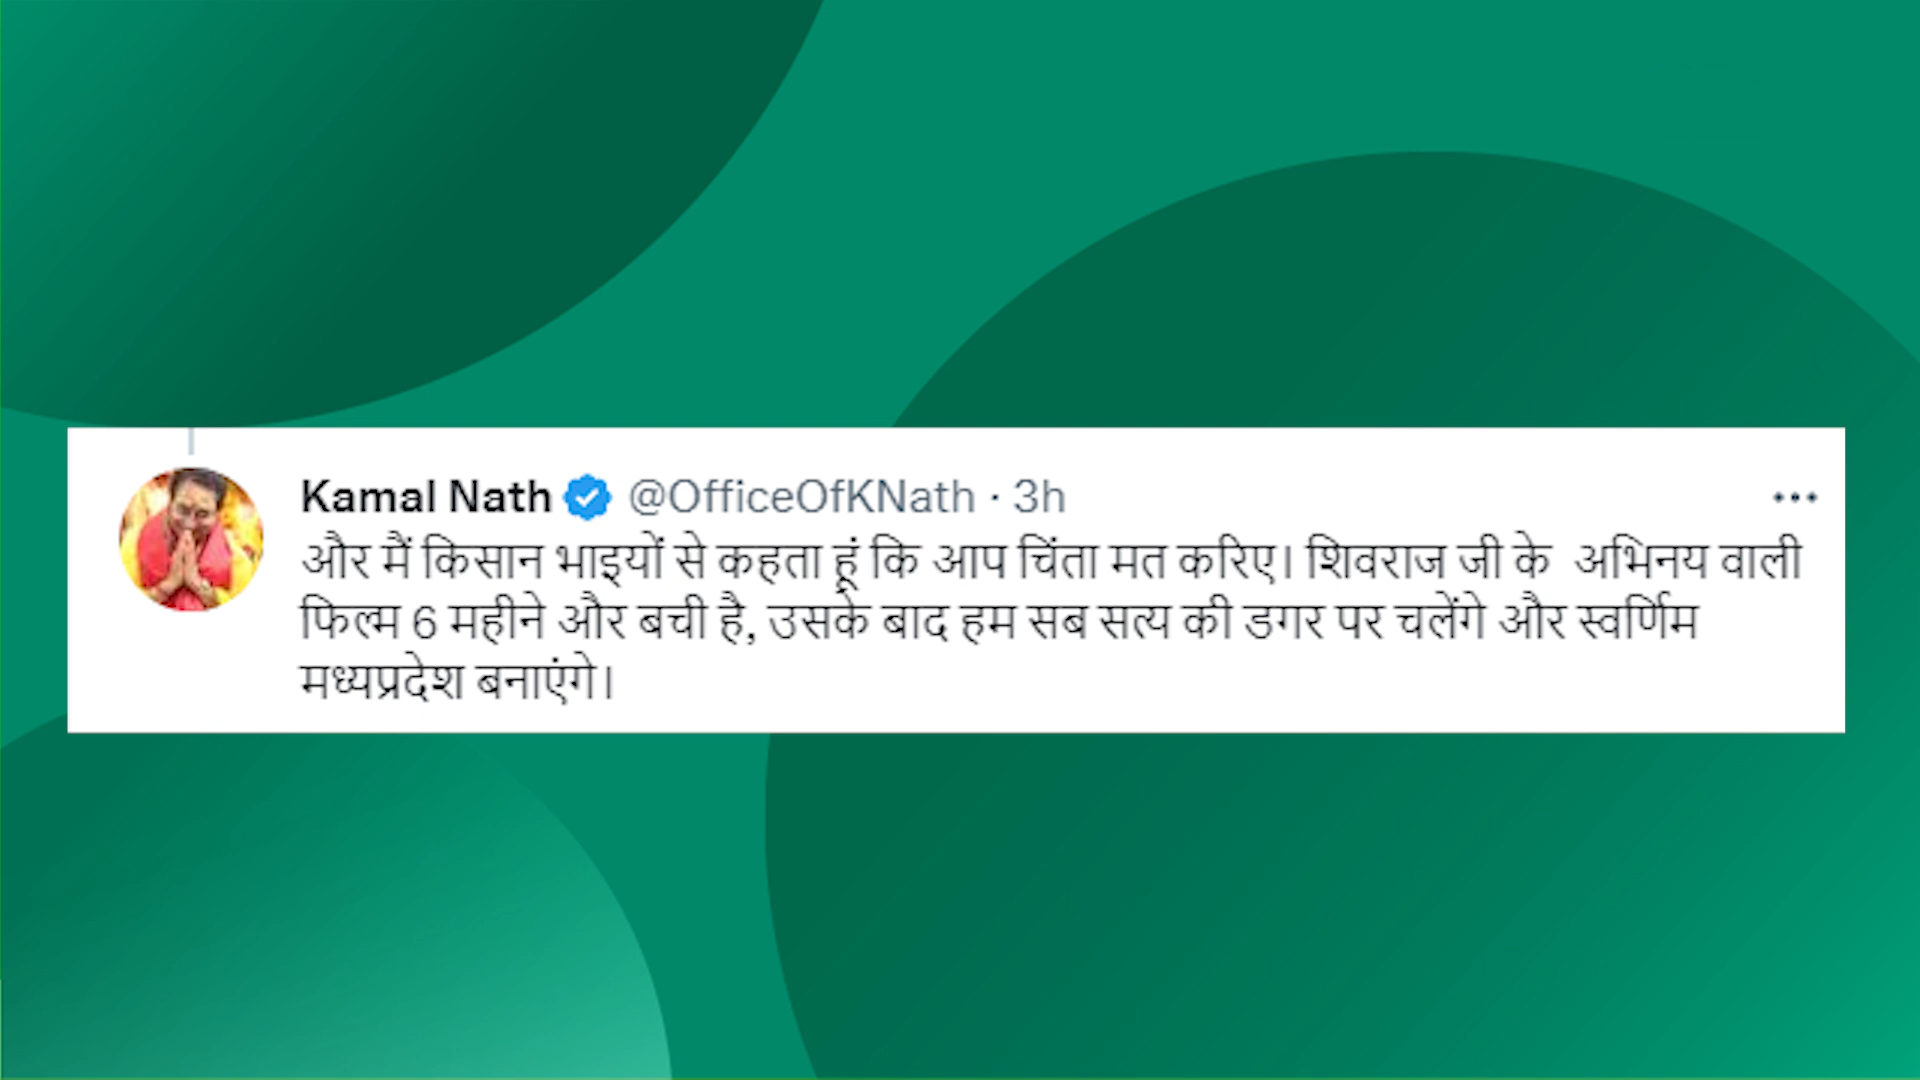 Kamal Nath @OfficeOfKNath · 3h
और मैं किसान भाइयों से कहता हूं कि आप चिंता मत करिए। शिवराज जी के अभिनय वाली
फिल्म 6 महीने और बची है, उसके बाद हम सब सत्य की डगर पर चलेंगे और स्वर्णिम
मध्यप्रदेश बनाएंगे।